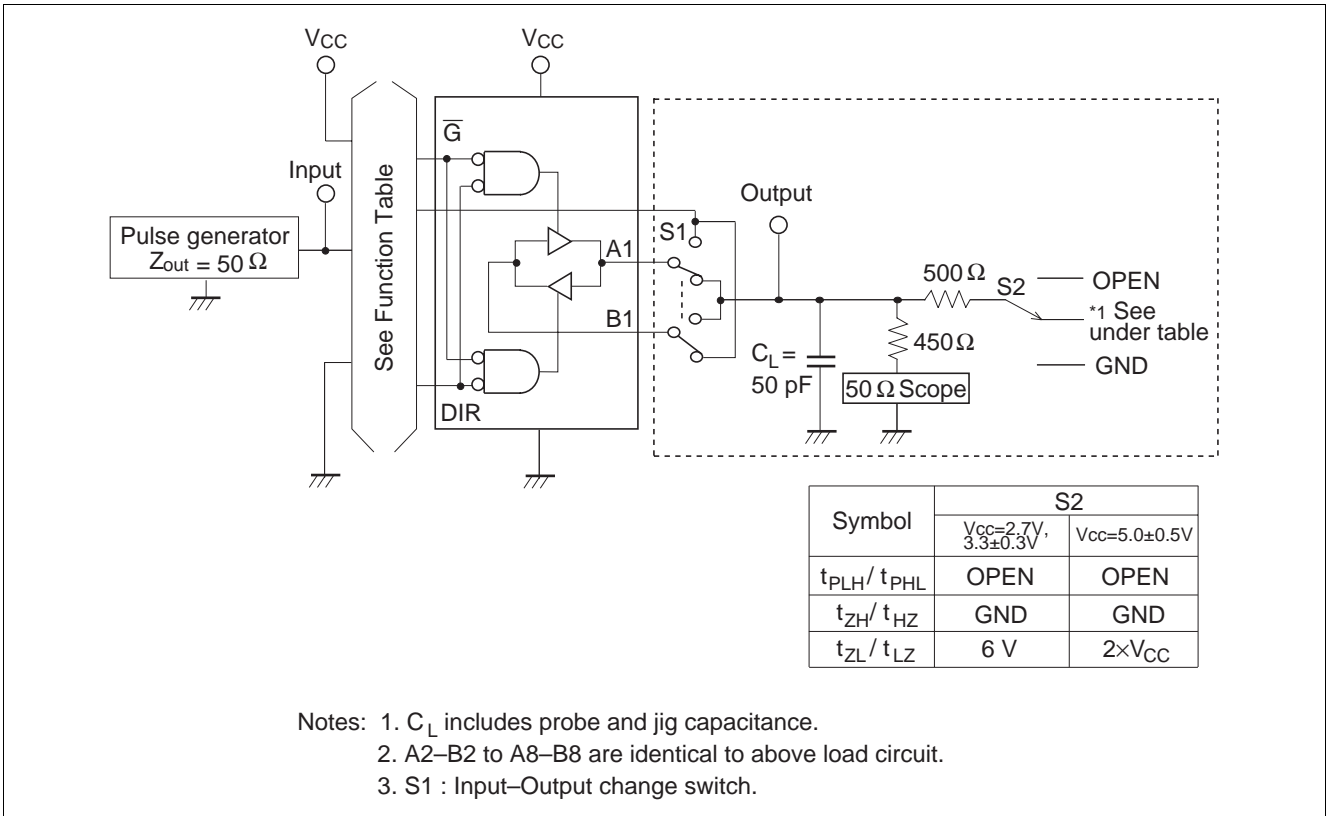 VCC
VCC
G
Input
See Function Table
Output
Pulse generator
Zout = 50 Ω
S1
A1
500 Ω
S2
OPEN
*1 See
under table
B1
450 Ω
CL =
50 pF
GND
50 Ω Scope
DIR
Symbol
S2
Vcc=2.7V,
3.3±0.3V
Vcc=5.0±0.5V
tPLH / tPHL
OPEN
OPEN
tZH / tHZ
GND
GND
tZL / tLZ
6 V
2×VCC
Notes: 1. CL includes probe and jig capacitance.
2. A2–B2 to A8–B8 are identical to above load circuit.
3. S1 : Input–Output change switch.